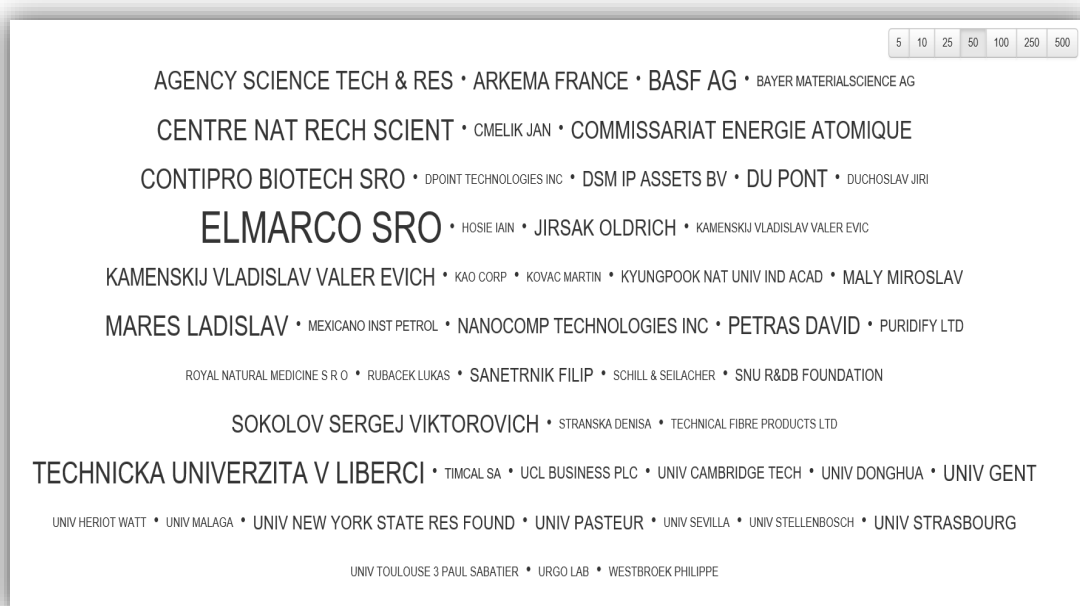 5 10 25 50 100 250 500
AGENCY SCIENCE TECH & RES • ARKEMA FRANCE • BASF AG • BAYER MATERIALSCIENCE AG
CENTRE NAT RECH SCIENT • CMELIK JAN • COMMISSARIAT ENERGIE ATOMIQUE
CONTIPRO BIOTECH SRO • DPOINT TECHNOLOGIES INC • DSM IP ASSETS BV • DU PONT • DUCHOSLAV JIRI
ELMARCO SRO • HOSIE IAIN • JIRSAK OLDRICH • KAMENSKIJ VLADISLAV VALER EVIC
KAMENSKIJ VLADISLAV VALER EVICH • KAO CORP • KOVAC MARTIN • KYUNGPOOK NAT UNIV IND ACAD • MALY MIROSLAV
MARES LADISLAV • MEXICANO INST PETROL • NANOCOMP TECHNOLOGIES INC • PETRAS DAVID • PURIDIFY LTD
ROYAL NATURAL MEDICINE S R O • RUBACEK LUKAS • SANETRNIK FILIP • SCHILL & SEILACHER • SNU R&DB FOUNDATION
SOKOLOV SERGEJ VIKTOROVICH • STRANSKA DENISA • TECHNICAL FIBRE PRODUCTS LTD
TECHNICKA UNIVERZITA V LIBERCI • TIMCAL SA • UCL BUSINESS PLC • UNIV CAMBRIDGE TECH • UNIV DONGHUA • UNIV GENT
UNIV HERIOT WATT • UNIV MALAGA • UNIV NEW YORK STATE RES FOUND • UNIV PASTEUR • UNIV SEVILLA • UNIV STELLENBOSCH • UNIV STRASBOURG
UNIV TOULOUSE 3 PAUL SABATIER • URGO LAB • WESTBROEK PHILIPPE